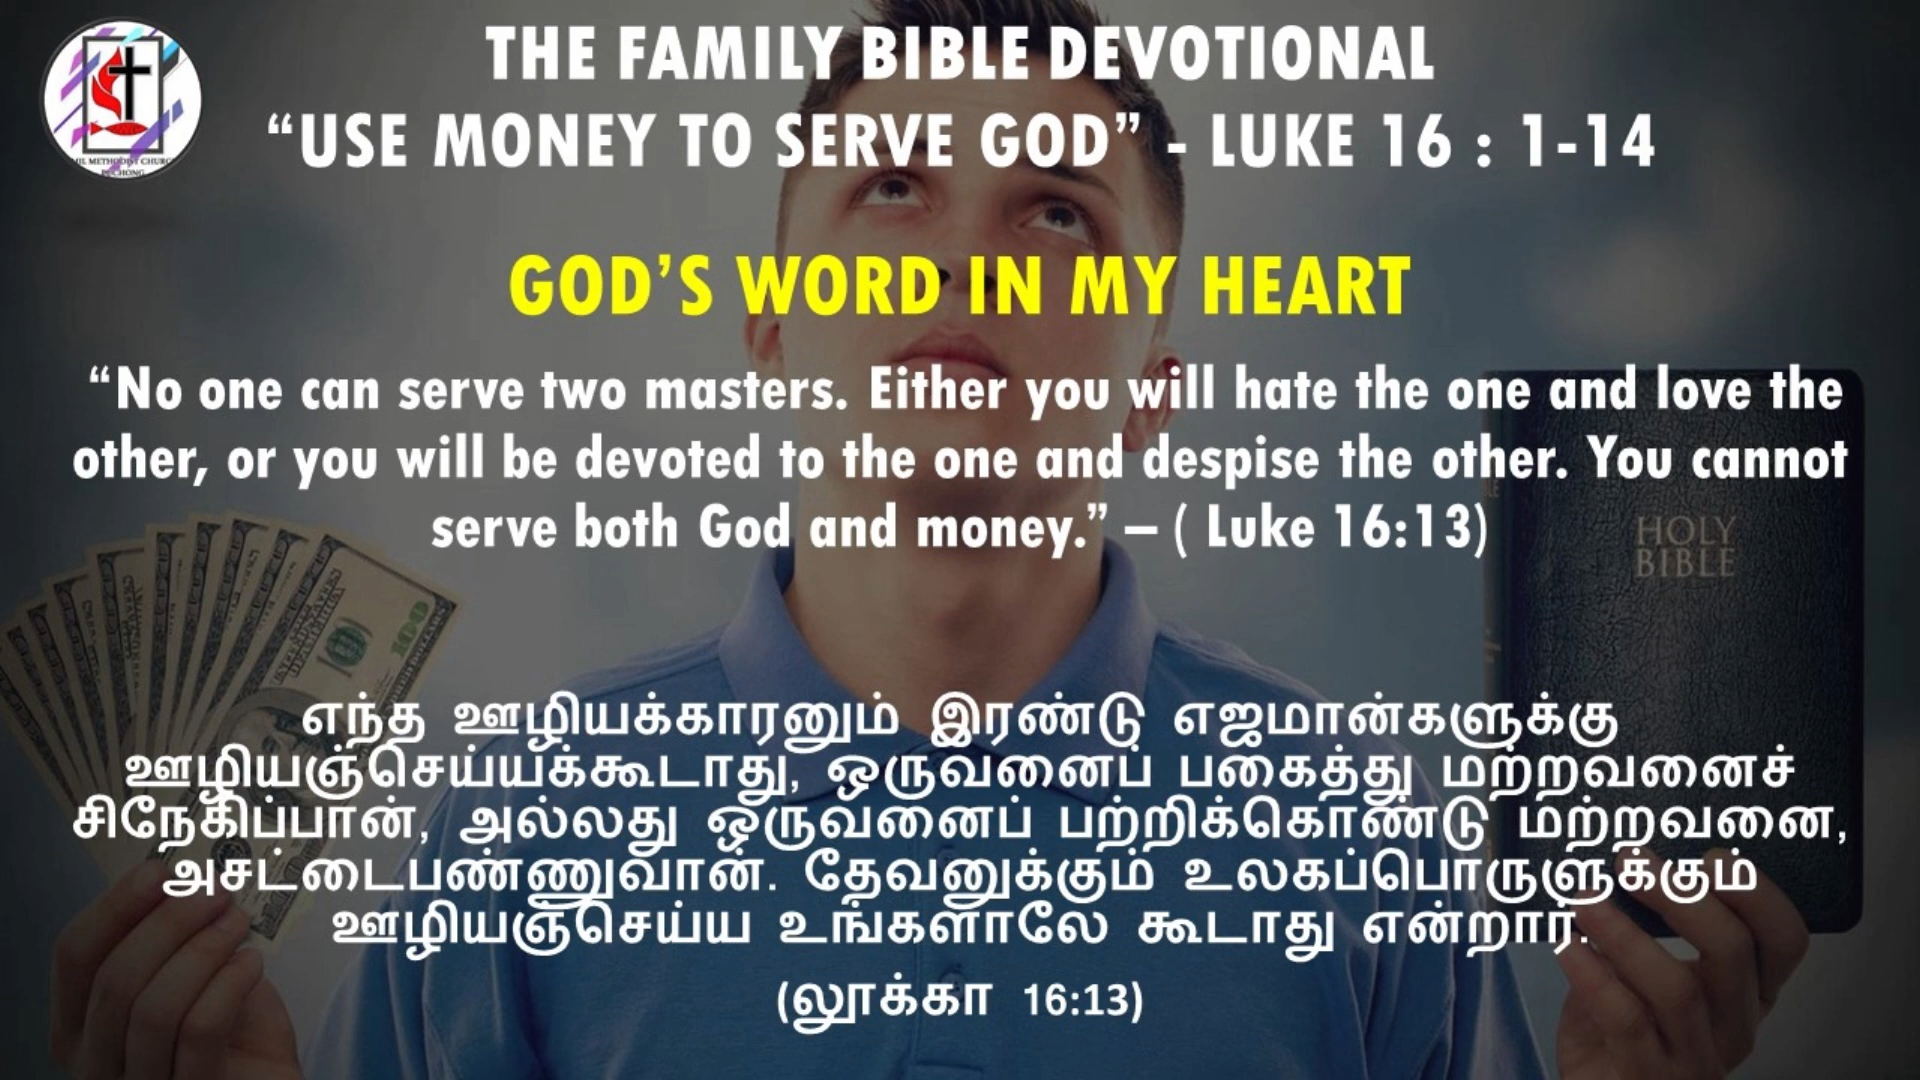 THE FAMILY BIBLE DEVOTIONAL
“USE MONEY TO SERVE GOD” - LUKE 16 : 1-14
METHODIST CHURC
GOD’S WORD IN MY HEART
“No one can serve two masters. Either you will hate the one and love the
other, or you will be devoted to the one and despise the other. You cannot
serve both God and money.” – ( Luke 16:13)
HOLY
BIBLE
100
எந்த ஊழியக்காரனும் இரண்டு எஜமான்களுக்கு
ஊழியஞ்செய்யக்கூடாது, ஒருவனைப் பகைத்து மற்றவனைச்
சிநேகிப்பான், அல்லது ஒருவனைப் பற்றிக்கொண்டு மற்றவனை,
அசட்டைபண்ணுவான். தேவனுக்கும் உலகப்பொருளுக்கும்
ஊழியஞ்செய்ய உங்களாலே கூடாது என்றார்.
(லூக்கா 16:13)